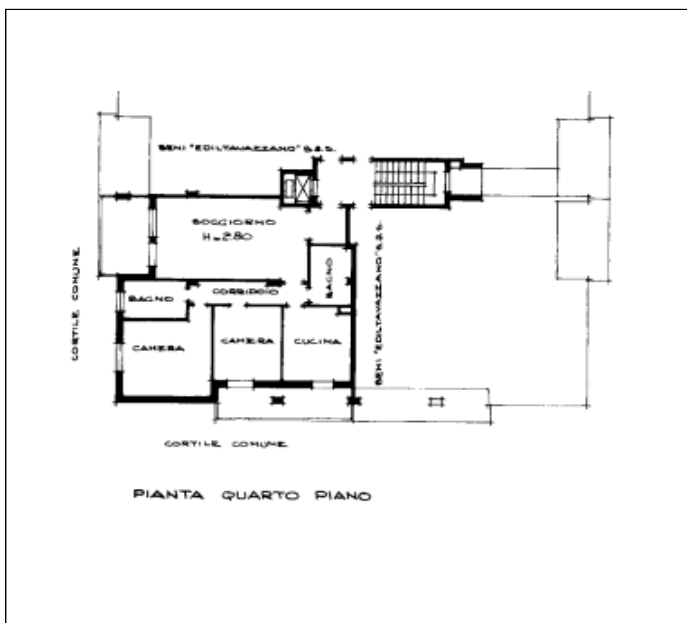 BENI "EDILTAVAZZANO" S.A.S.
SOGGIORNO
H=2.80
BAGNO
CORRIDOIO
BAGNO
CAMERA
CAMERA
CUCINA
CORTILE COMUNE
BENI "EDILTAVAZZANO" S.A.S.
CORTILE COMUNE
PIANTA QUARTO PIANO